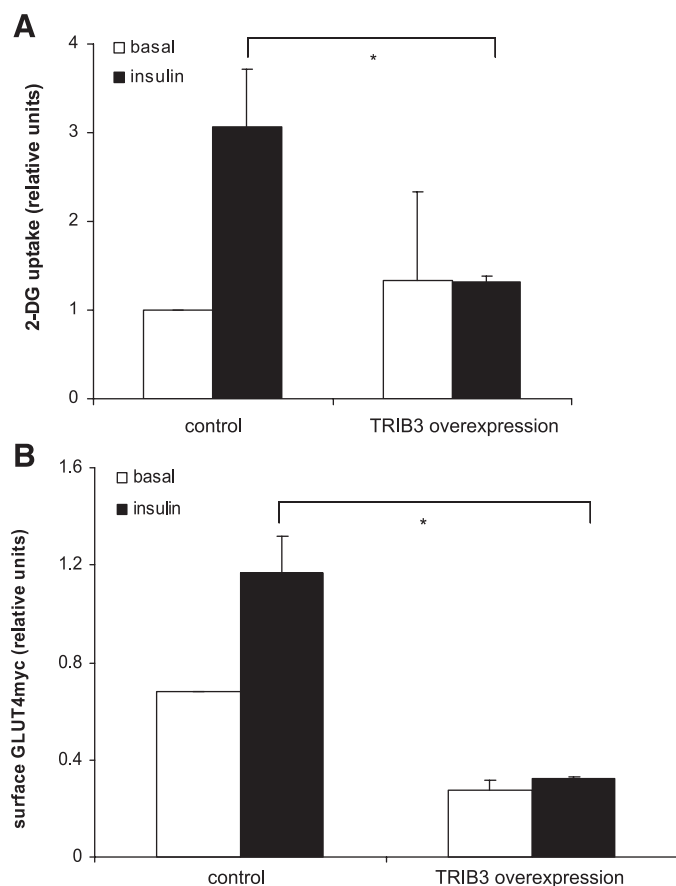 A
2-DG uptake (relative units)
4
3
2
1
0
basal
insulin
*
control TRIB3 overexpression
B
surface GLUT4myc (relative units)
1.6
1.2
0.8
0.4
0
basal
insulin
*
control TRIB3 overexpression